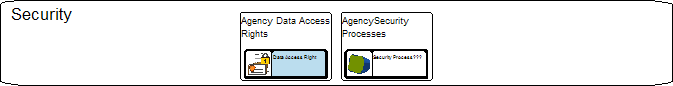 Security
Agency Data Access
Rights
Data Access Right
AgencySecurity
Processes
Security Process???